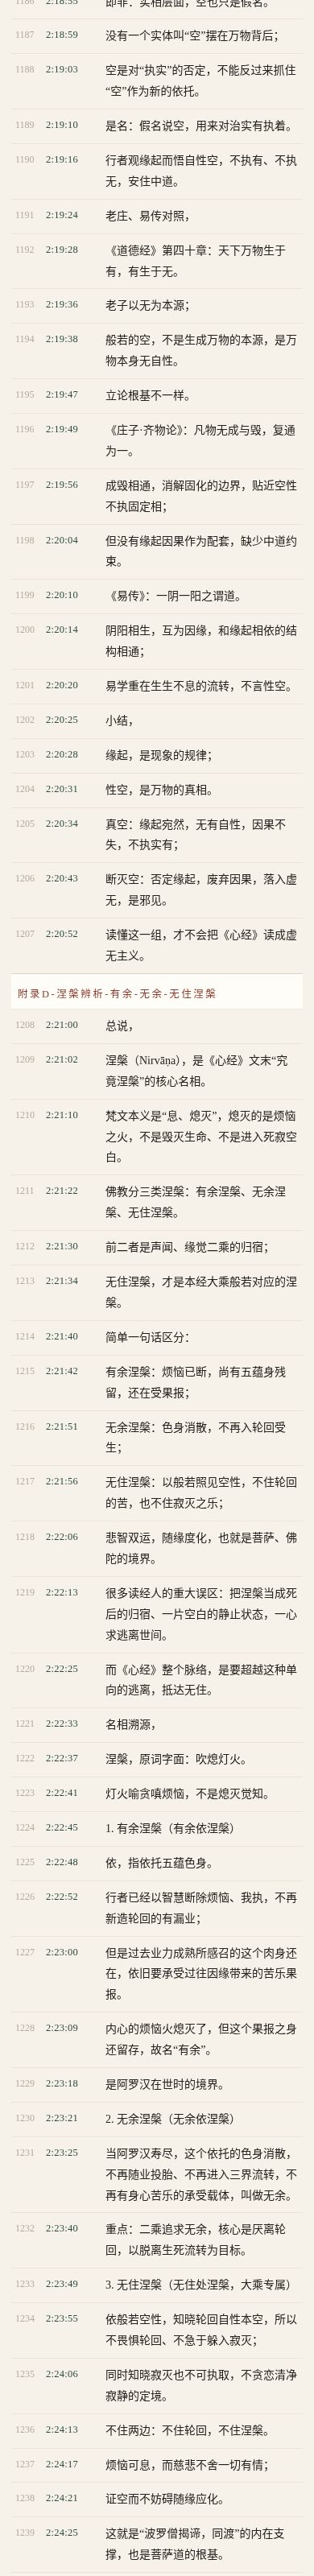 1186 2:18:55 即非：实相层面，空也只是假名。
1187 2:18:59 没有一个实体叫“空”摆在万物背后；
1188 2:19:03 空是对“执实”的否定，不能反过来抓住
“空”作为新的依托。
1189 2:19:10 是名：假名说空，用来对治实有执着。
1190 2:19:16 行者观缘起而悟自性空，不执有、不执
无，安住中道。
1191 2:19:24 老庄、易传对照，
1192 2:19:28 《道德经》第四十章：天下万物生于
有，有生于无。
1193 2:19:36 老子以无为本源；
1194 2:19:38 般若的空，不是生成万物的本源，是万
物本身无自性。
1195 2:19:47 立论根基不一样。
1196 2:19:49 《庄子·齐物论》：凡物无成与毁，复通
为一。
1197 2:19:56 成毁相通，消解固化的边界，贴近空性
不执固定相；
1198 2:20:04 但没有缘起因果作为配套，缺少中道约
束。
1199 2:20:10 《易传》：一阴一阳之谓道。
1200 2:20:14 阴阳相生，互为因缘，和缘起相依的结
构相通；
1201 2:20:20 易学重在生生不息的流转，不言性空。
1202 2:20:25 小结，
1203 2:20:28 缘起，是现象的规律；
1204 2:20:31 性空，是万物的真相。
1205 2:20:34 真空：缘起宛然，无有自性，因果不
失，不执实有；
1206 2:20:43 断灭空：否定缘起，废弃因果，落入虚
无，是邪见。
1207 2:20:52 读懂这一组，才不会把《心经》读成虚
无主义。
附录D-涅槃辨析-有余-无余-无住涅槃
1208 2:21:00 总说，
1209 2:21:02 涅槃（Nirvāṇa），是《心经》文末“究
竟涅槃”的核心名相。
1210 2:21:10 梵文本义是“息、熄灭”，熄灭的是烦恼
之火，不是毁灭生命、不是进入死寂空
白。
1211 2:21:22 佛教分三类涅槃：有余涅槃、无余涅
槃、无住涅槃。
1212 2:21:30 前二者是声闻、缘觉二乘的归宿；
1213 2:21:34 无住涅槃，才是本经大乘般若对应的涅
槃。
1214 2:21:40 简单一句话区分：
1215 2:21:42 有余涅槃：烦恼已断，尚有五蕴身残
留，还在受果报；
1216 2:21:51 无余涅槃：色身消散，不再入轮回受
生；
1217 2:21:56 无住涅槃：以般若照见空性，不住轮回
的苦，也不住寂灭之乐；
1218 2:22:06 悲智双运，随缘度化，也就是菩萨、佛
陀的境界。
1219 2:22:13 很多读经人的重大误区：把涅槃当成死
后的归宿、一片空白的静止状态，一心
求逃离世间。
1220 2:22:25 而《心经》整个脉络，是要超越这种单
向的逃离，抵达无住。
1221 2:22:33 名相溯源，
1222 2:22:37 涅槃，原词字面：吹熄灯火。
1223 2:22:41 灯火喻贪嗔烦恼，不是熄灭觉知。
1224 2:22:45 1. 有余涅槃（有余依涅槃）
1225 2:22:48 依，指依托五蕴色身。
1226 2:22:52 行者已经以智慧断除烦恼、我执，不再
新造轮回的有漏业；
1227 2:23:00 但是过去业力成熟所感召的这个肉身还
在，依旧要承受过往因缘带来的苦乐果
报。
1228 2:23:09 内心的烦恼火熄灭了，但这个果报之身
还留存，故名“有余”。
1229 2:23:18 是阿罗汉在世时的境界。
1230 2:23:21 2. 无余涅槃（无余依涅槃）
1231 2:23:25 当阿罗汉寿尽，这个依托的色身消散，
不再随业投胎、不再进入三界流转，不
再有身心苦乐的承受载体，叫做无余。
1232 2:23:40 重点：二乘追求无余，核心是厌离轮
回，以脱离生死流转为目标。
1233 2:23:49 3. 无住涅槃（无住处涅槃，大乘专属）
1234 2:23:55 依般若空性，知晓轮回自性本空，所以
不畏惧轮回、不急于躲入寂灭；
1235 2:24:06 同时知晓寂灭也不可执取，不贪恋清净
寂静的定境。
1236 2:24:13 不住两边：不住轮回，不住涅槃。
1237 2:24:17 烦恼可息，而慈悲不舍一切有情；
1238 2:24:21 证空而不妨碍随缘应化。
1239 2:24:25 这就是“波罗僧揭谛，同渡”的内在支
撑，也是菩萨道的根基。